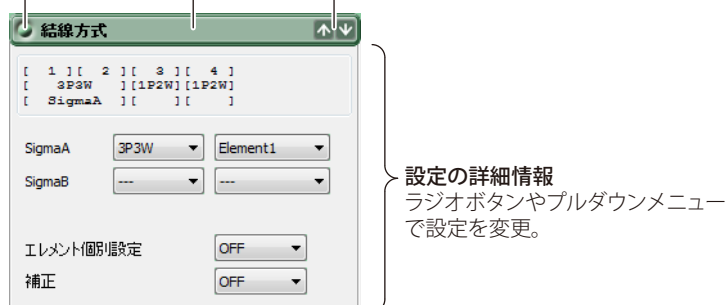 結線方式
[  1 ][  2 ][  3 ][  4 ]
[   3P3W   ][1P2W][1P2W]
[  SigmaA  ][    ][    ]
SigmaA 3P3W Element1
SigmaB --- ---
エレメント個別設定 OFF
補正 OFF
設定の詳細情報
ラジオボタンやプルダウンメニュー
で設定を変更。